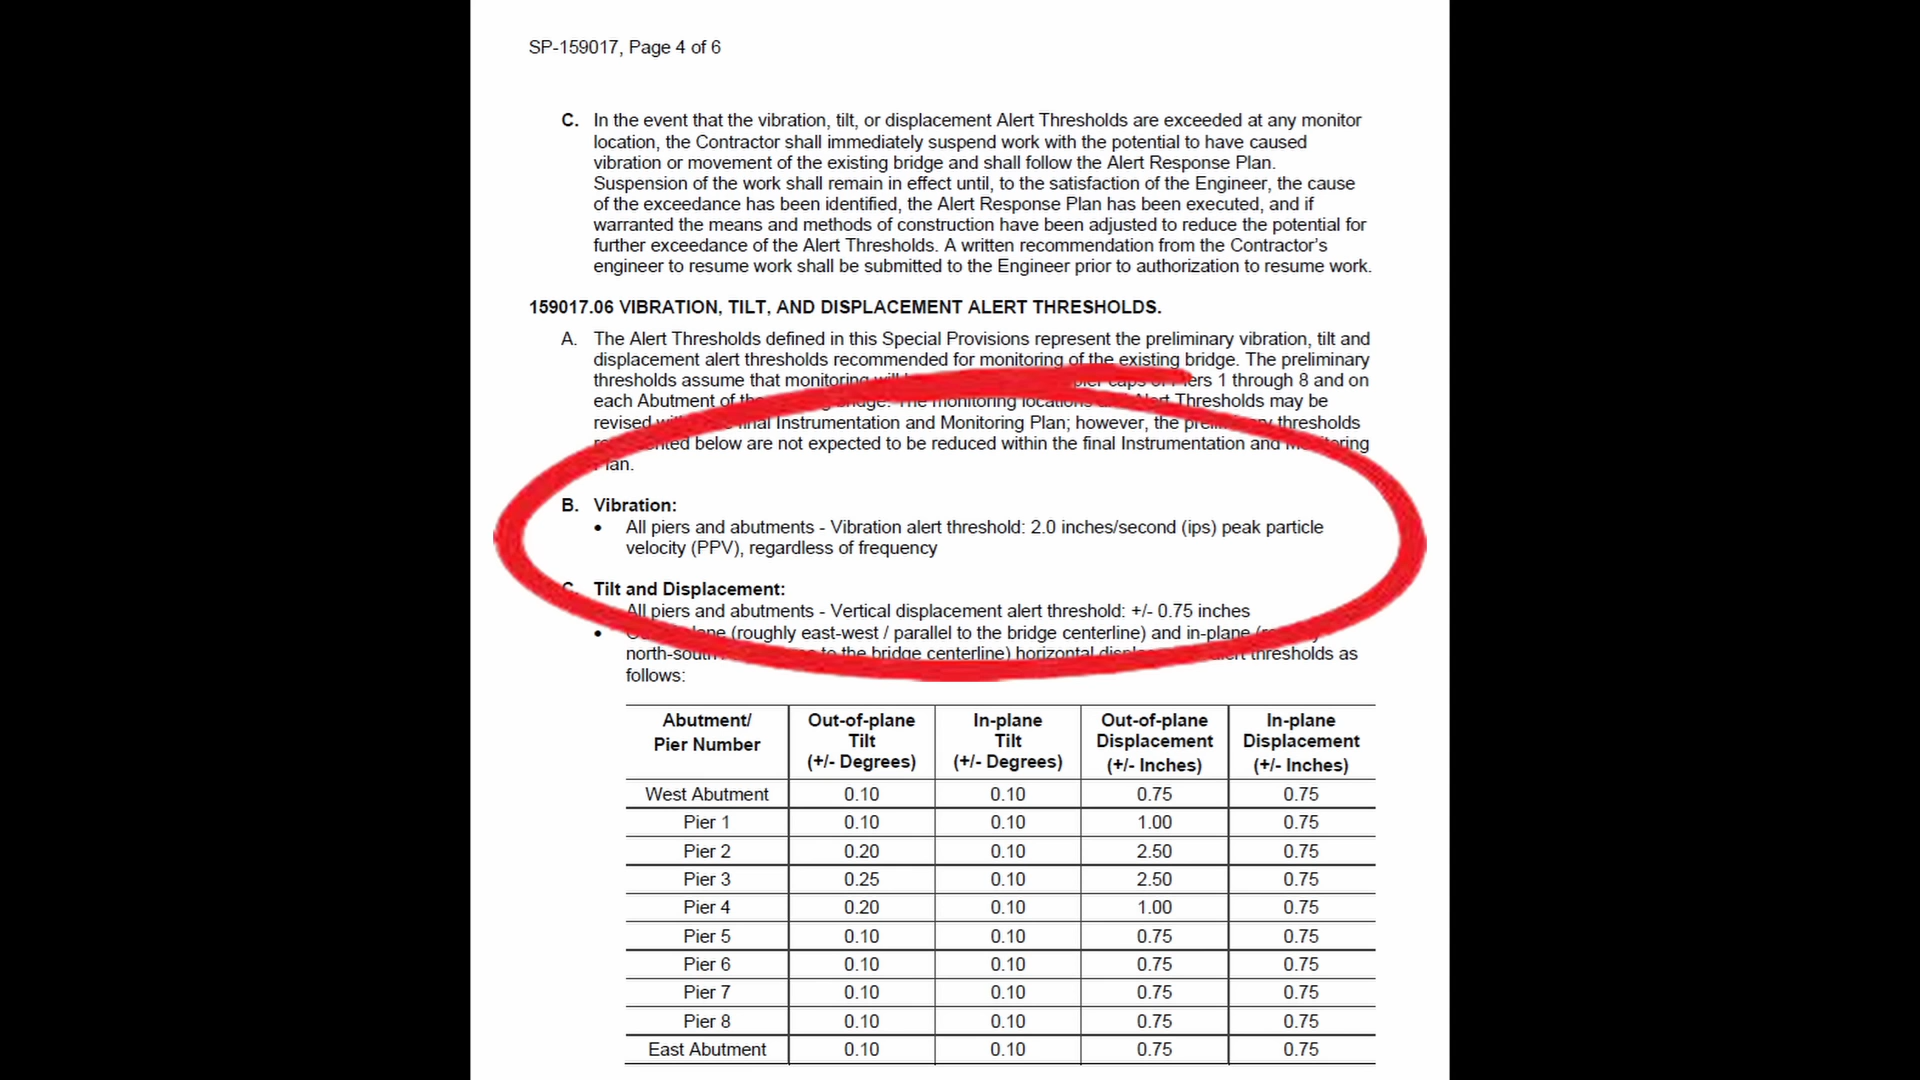 SP-159017, Page 4 of 6
C. In the event that the vibration, tilt, or displacement Alert Thresholds are exceeded at any monitor
location, the Contractor shall immediately suspend work with the potential to have caused
vibration or movement of the existing bridge and shall follow the Alert Response Plan.
Suspension of the work shall remain in effect until, to the satisfaction of the Engineer, the cause
of the exceedance has been identified, the Alert Response Plan has been executed, and if
warranted the means and methods of construction have been adjusted to reduce the potential for
further exceedance of the Alert Thresholds. A written recommendation from the Contractor's
engineer to resume work shall be submitted to the Engineer prior to authorization to resume work.
159017.06 VIBRATION, TILT, AND DISPLACEMENT ALERT THRESHOLDS.
A. The Alert Thresholds defined in this Special Provisions represent the preliminary vibration, tilt and
displacement alert thresholds recommended for monitoring of the existing bridge. The preliminary
thresholds assume that monitoring will pier caps of Piers 1 through 8 and on
each Abutment of the bridge. The monitoring locations Alert Thresholds may be
revised final Instrumentation and Monitoring Plan; however, the preliminary thresholds
below are not expected to be reduced within the final Instrumentation and Monitoring
Plan.
B. Vibration:
• All piers and abutments - Vibration alert threshold: 2.0 inches/second (ips) peak particle
velocity (PPV), regardless of frequency
C. Tilt and Displacement:
All piers and abutments - Vertical displacement alert threshold: +/- 0.75 inches
• (roughly east-west / parallel to the bridge centerline) and in-plane
north-south to the bridge centerline) horizontal thresholds as
follows:
Abutment/ Out-of-plane In-plane Out-of-plane In-plane
Pier Number Tilt Tilt Displacement Displacement
(+/- Degrees) (+/- Degrees) (+/- Inches) (+/- Inches)
West Abutment 0.10 0.10 0.75 0.75
Pier 1 0.10 0.10 1.00 0.75
Pier 2 0.20 0.10 2.50 0.75
Pier 3 0.25 0.10 2.50 0.75
Pier 4 0.20 0.10 1.00 0.75
Pier 5 0.10 0.10 0.75 0.75
Pier 6 0.10 0.10 0.75 0.75
Pier 7 0.10 0.10 0.75 0.75
Pier 8 0.10 0.10 0.75 0.75
East Abutment 0.10 0.10 0.75 0.75